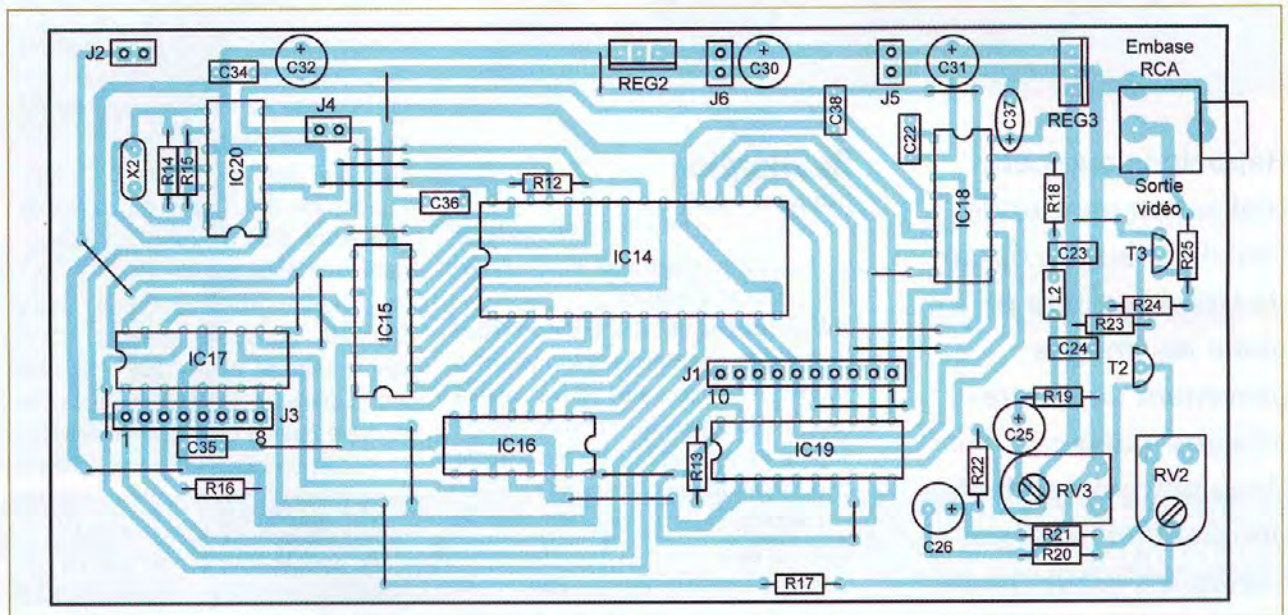 J2
C34
C32
REG2
J6
C30
J5
C31
REG3
Embase
RCA
C38
C37
C22
J4
X2
R14
R15
IC20
C36
R12
IC14
IC18
R18
Sortie
vidéo
C23
T3
R25
L2
R24
R23
C24
T2
IC15
IC17
J1
10
1
R19
J3
8
C35
R16
IC16
R13
IC19
C25
R22
RV3
RV2
C26
R21
R20
R17